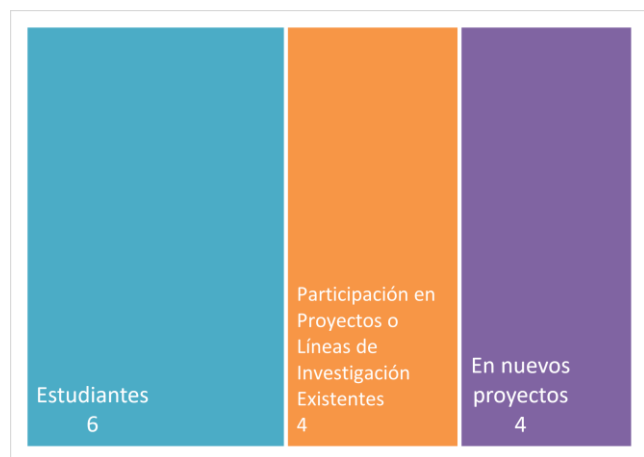 Estudiantes
6
Participación en
Proyectos o
Líneas de
Investigación
Existentes
4
En nuevos
proyectos
4